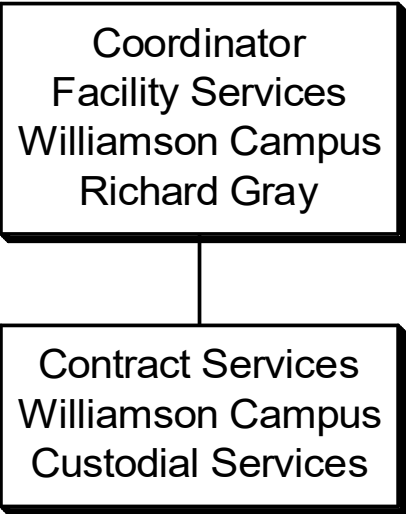 Coordinator
Facility Services
Williamson Campus
Richard Gray
Contract Services
Williamson Campus
Custodial Services